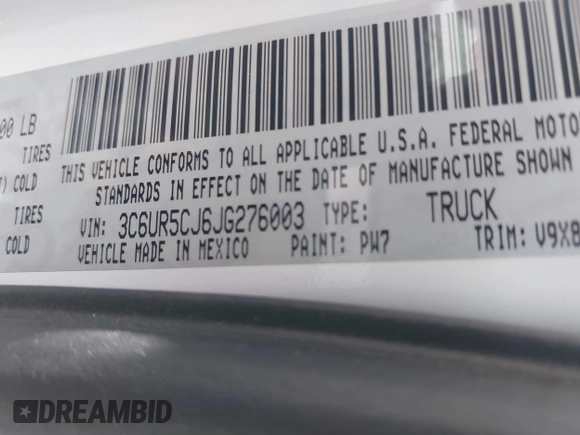 00 LB
TIRES
THIS VEHICLE CONFORMS TO ALL APPLICABLE U.S.A. FEDERAL MOTO
COLD
STANDARDS IN EFFECT ON THE DATE OF MANUFACTURE SHOWN
TIRES
VIN: 3C6UR5CJ6JG276003 TYPE: TRUCK
COLD
VEHICLE MADE IN MEXICO PAINT: PW7 TRIM: V9X8
DREAMBID